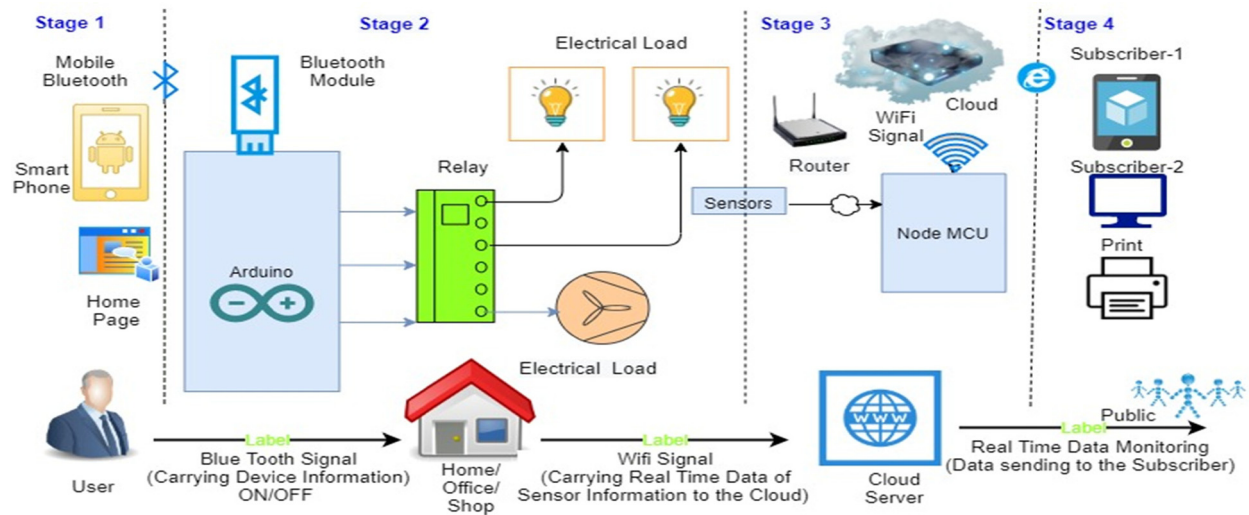 Stage 1
Stage 2
Stage 3
Stage 4
Mobile
Bluetooth
Smart
Phone
Home
Page
Bluetooth
Module
Arduino
Relay
Electrical Load
Electrical Load
Sensors
Router
WiFi
Signal
Cloud
Node MCU
Subscriber-1
Subscriber-2
Print
User
Label
Blue Tooth Signal
(Carrying Device Information)
ON/OFF
Home/
Office/
Shop
Label
Wifi Signal
(Carrying Real Time Data of
Sensor Information to the Cloud)
WWW
Cloud
Server
Public
Label
Real Time Data Monitoring
(Data sending to the Subscriber)